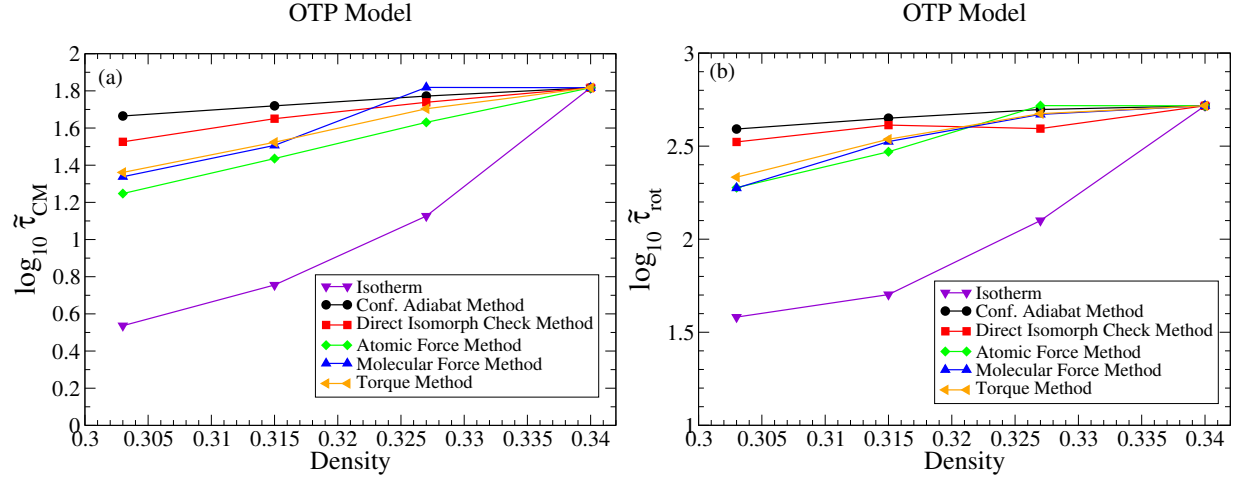 OTP Model
(a)
2
1.8
1.6
1.4
1.2
1
0.8
0.6
0.4
0.2
0
log10 τ̃CM
Isotherm
Conf. Adiabat Method
Direct Isomorph Check Method
Atomic Force Method
Molecular Force Method
Torque Method
0.3 0.305 0.31 0.315 0.32 0.325 0.33 0.335 0.34
Density
OTP Model
(b)
3
2.5
2
1.5
1
log10 τ̃rot
Isotherm
Conf. Adiabat Method
Direct Isomorph Check Method
Atomic Force Method
Molecular Force Method
Torque Method
0.3 0.305 0.31 0.315 0.32 0.325 0.33 0.335 0.34
Density